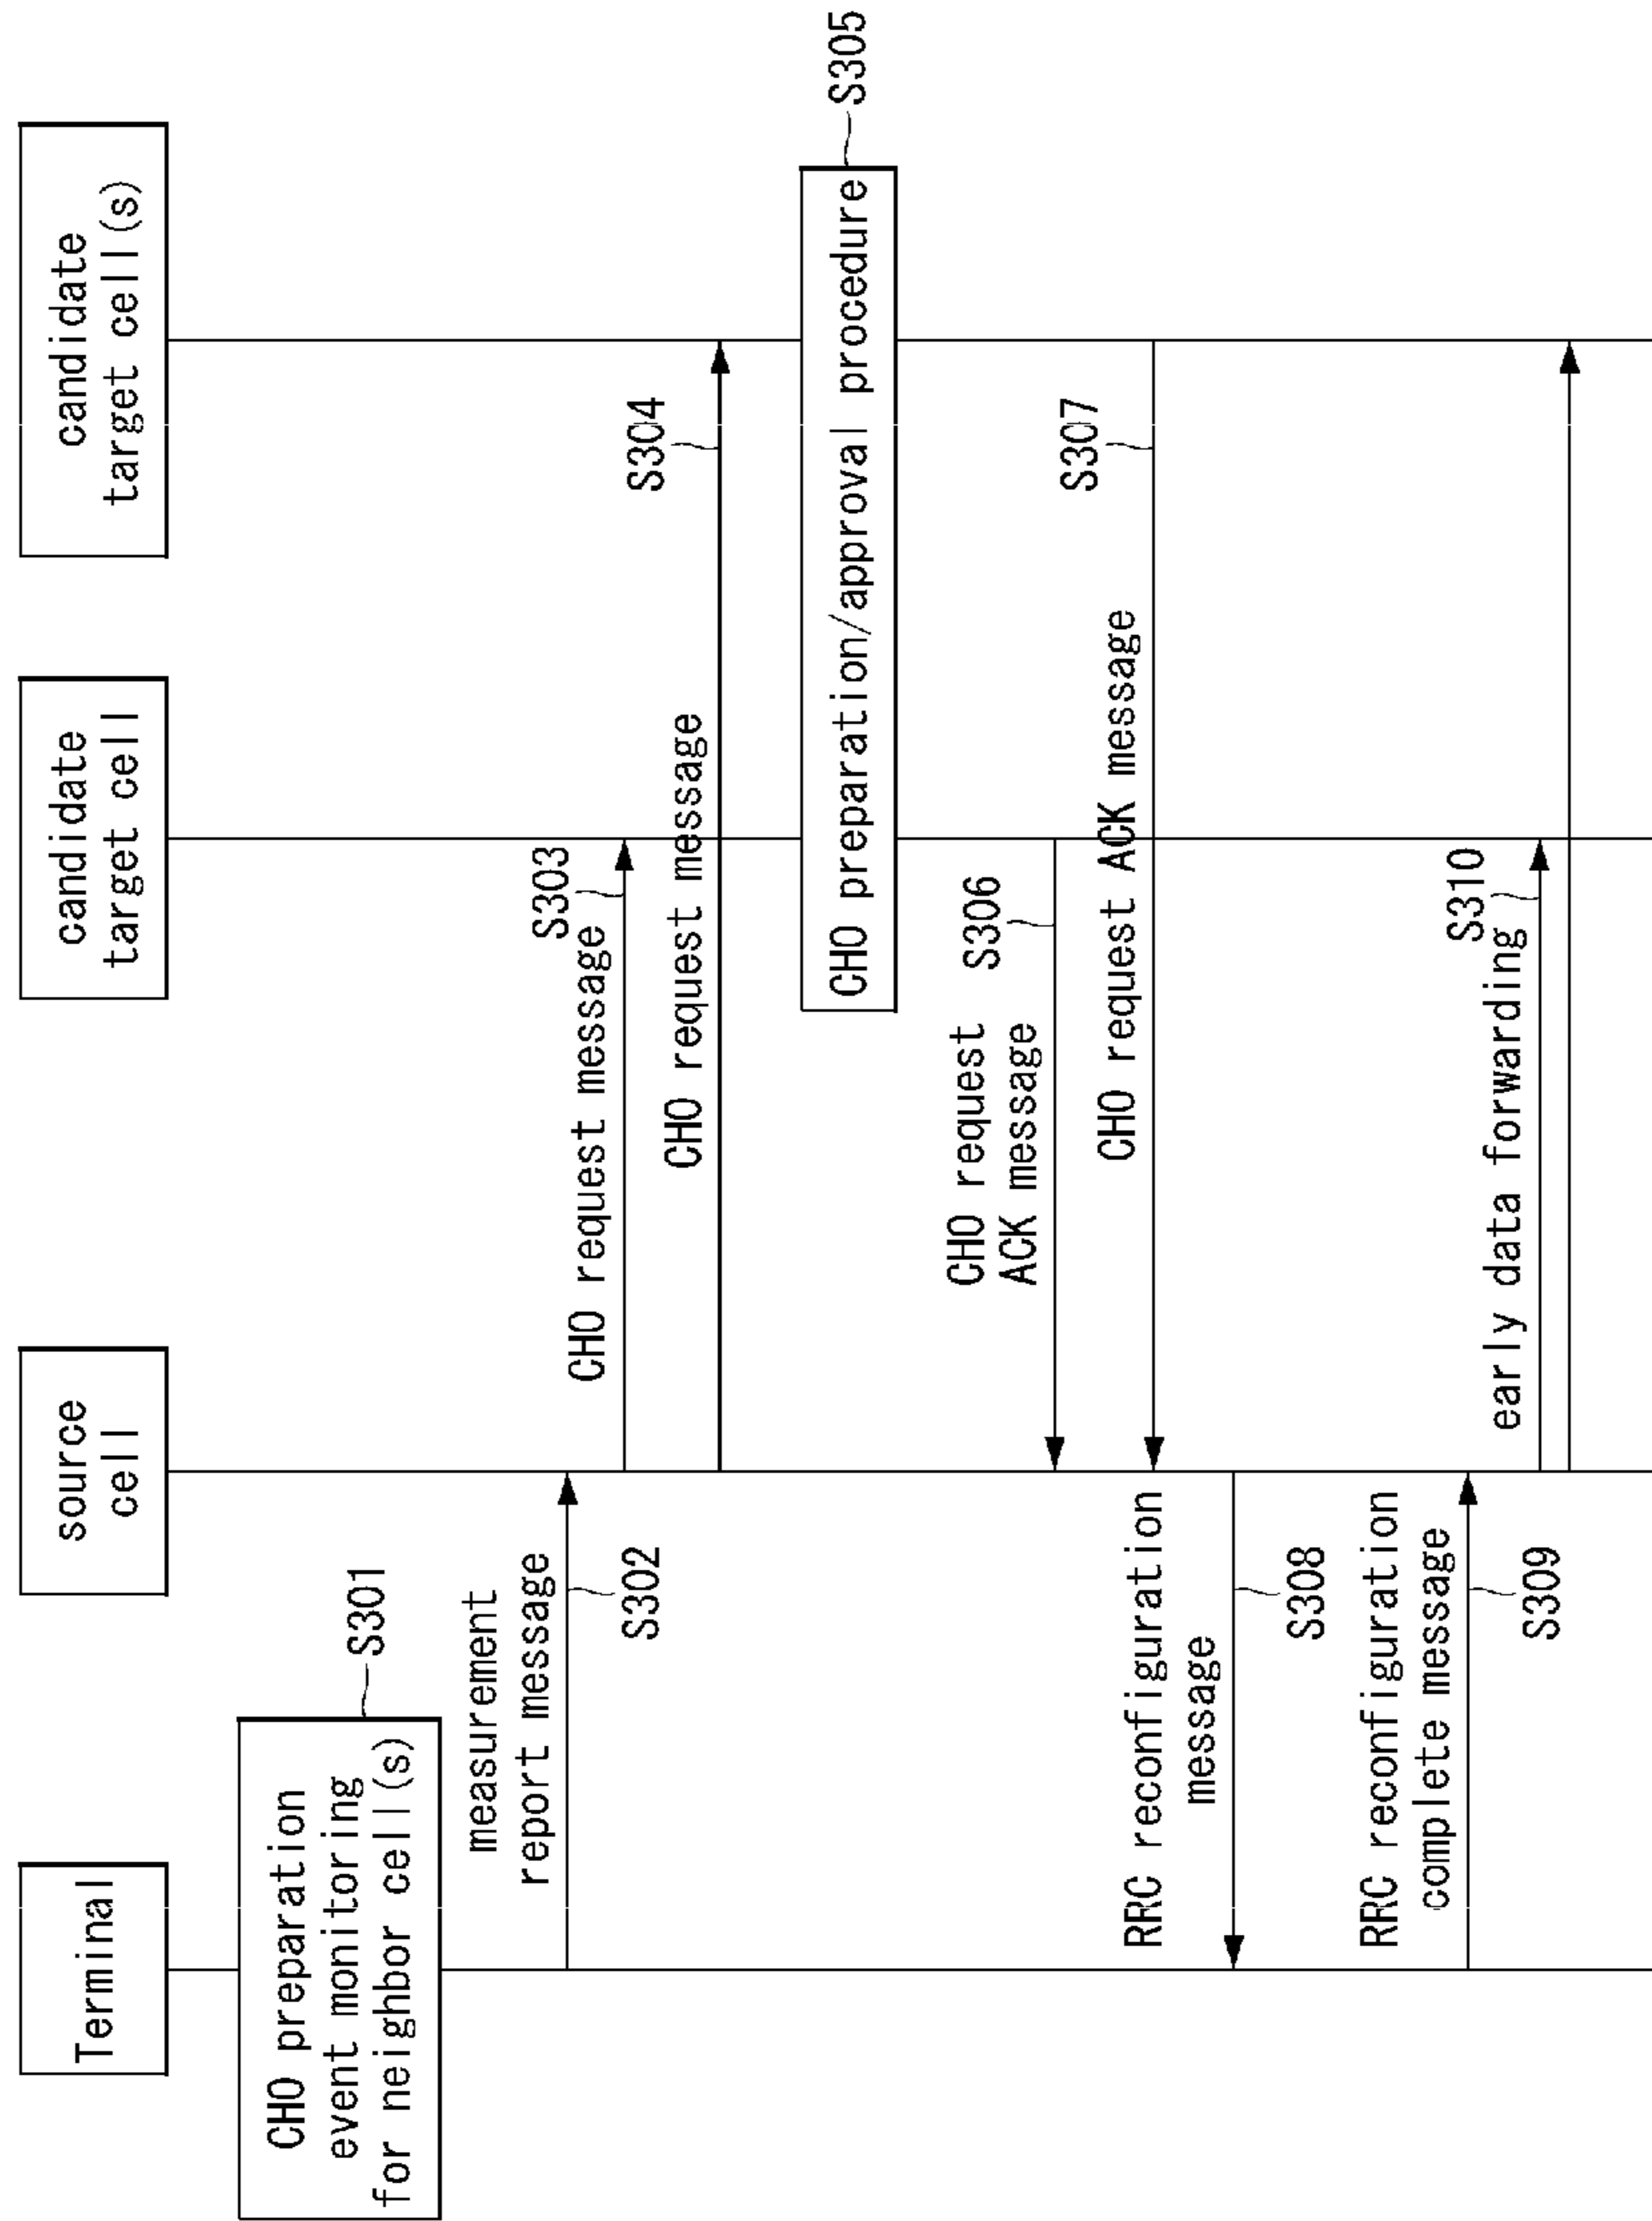 Terminal
source
cell
candidate
target cell
candidate
target cell(s)
CHO preparation
event monitoring
for neighbor cell(s)
S301
measurement
report message
S302
CHO request message
S303
CHO request message
S304
CHO preparation/approval procedure
S305
CHO request
ACK message
S306
CHO request ACK message
S307
RRC reconfiguration
message
S308
RRC reconfiguration
complete message
S309
early data forwarding
S310